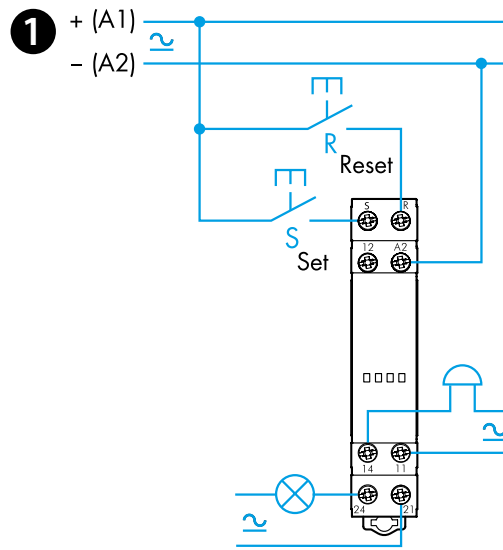 1 + (A1)
– (A2)
R
Reset
S
Set
S R
12 A2
14 11
24 21